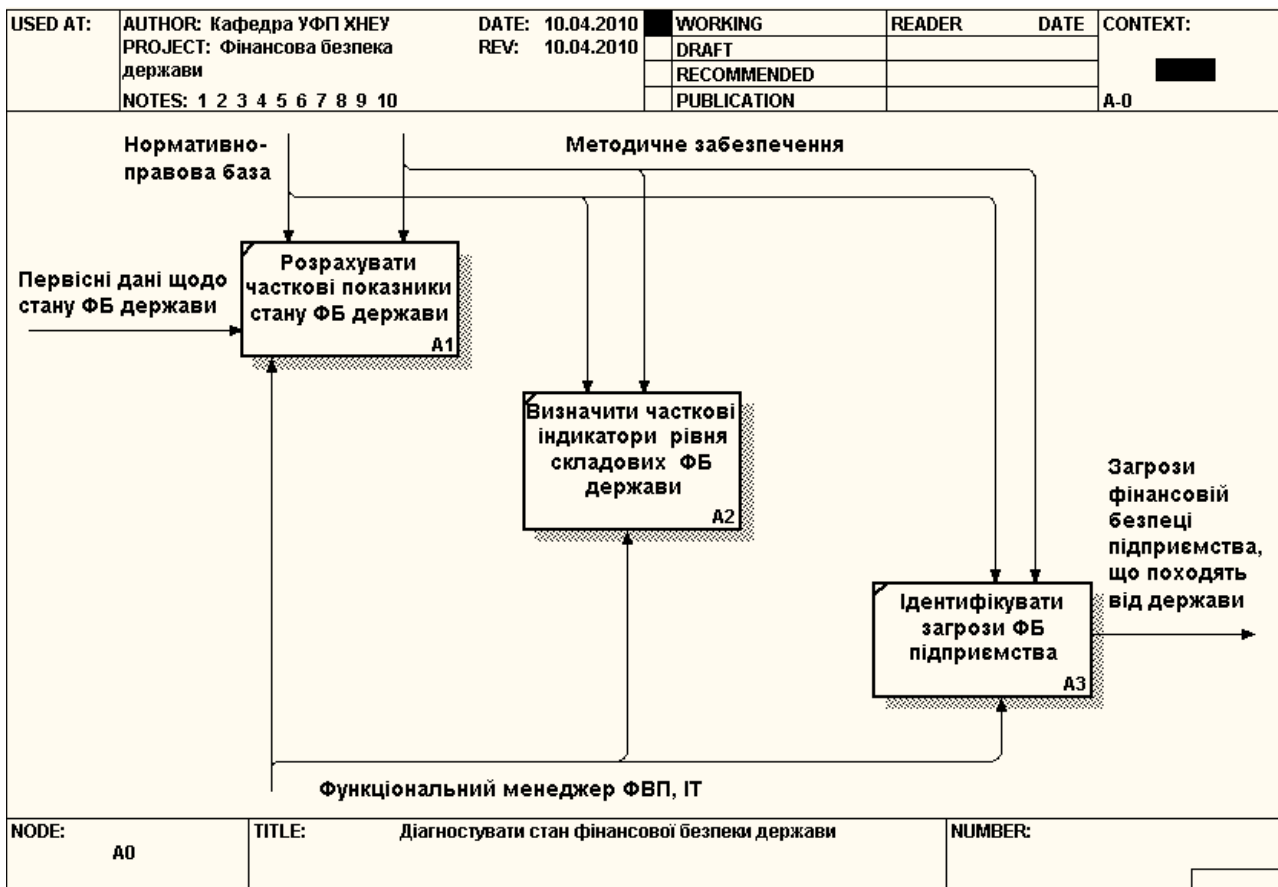 USED AT:
AUTHOR: Кафедра УФП ХНЕУ
DATE: 10.04.2010
PROJECT: Фінансова безпека
REV: 10.04.2010
держави
NOTES: 1 2 3 4 5 6 7 8 9 10
WORKING
DRAFT
RECOMMENDED
PUBLICATION
READER DATE
CONTEXT:
A-0
Нормативно-
правова база
Методичне забезпечення
Первісні дані щодо
стану ФБ держави
Розрахувати
часткові показники
стану ФБ держави
A1
Визначити часткові
індикатори рівня
складових ФБ
держави
A2
Ідентифікувати
загрози ФБ
підприємства
A3
Загрози
фінансовій
безпеці
підприємства,
що походять
від держави
Функціональний менеджер ФВП, ІТ
NODE:
A0
TITLE:
Діагностувати стан фінансової безпеки держави
NUMBER: